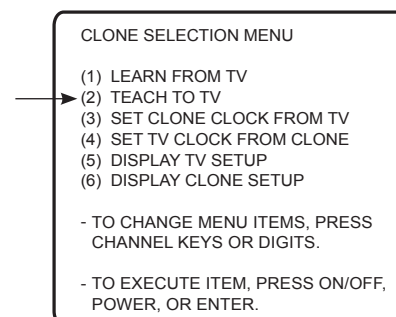 CLONE SELECTION MENU
(1) LEARN FROM TV
(2) TEACH TO TV
(3) SET CLONE CLOCK FROM TV
(4) SET TV CLOCK FROM CLONE
(5) DISPLAY TV SETUP
(6) DISPLAY CLONE SETUP
- TO CHANGE MENU ITEMS, PRESS
CHANNEL KEYS OR DIGITS.
- TO EXECUTE ITEM, PRESS ON/OFF,
POWER, OR ENTER.